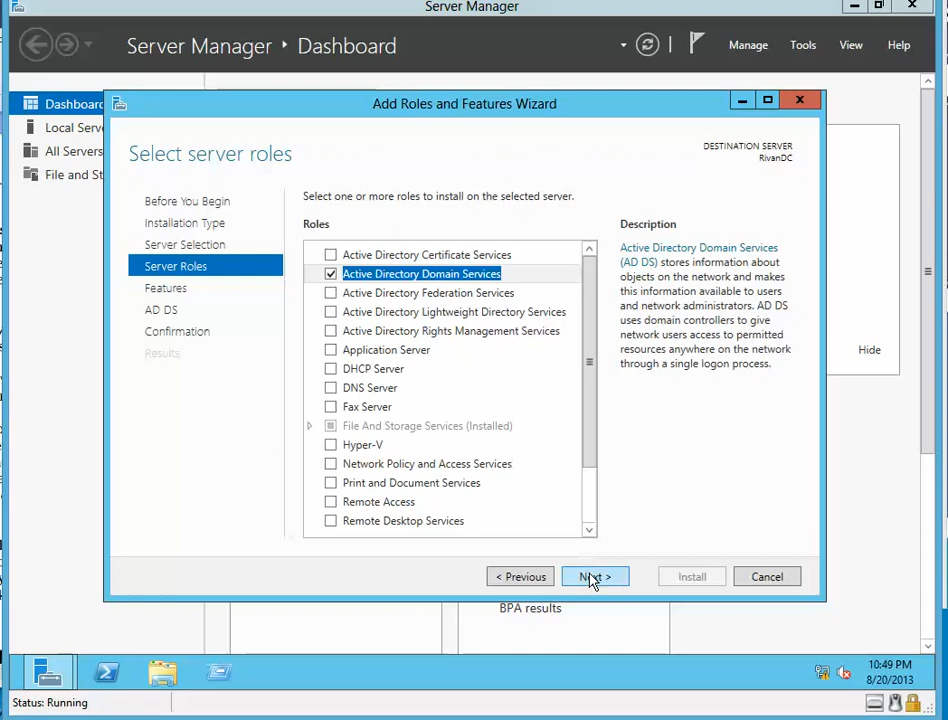 Server Manager
Server Manager
Dashboard
Manage
Tools
View
Help
Dashboard
Local Serve
All Servers
File and St
Add Roles and Features Wizard
Select server roles
DESTINATION SERVER
RivanDC
Before You Begin
Installation Type
Server Selection
Server Roles
Features
AD DS
Confirmation
Results
Select one or more roles to install on the selected server.
Roles
Active Directory Certificate Services
Active Directory Domain Services
Active Directory Federation Services
Active Directory Lightweight Directory Services
Active Directory Rights Management Services
Application Server
DHCP Server
DNS Server
Fax Server
File And Storage Services (Installed)
Hyper-V
Network Policy and Access Services
Print and Document Services
Remote Access
Remote Desktop Services
Description
Active Directory Domain Services
(AD DS) stores information about
objects on the network and makes
this information available to users
and network administrators. AD DS
uses domain controllers to give
network users access to permitted
resources anywhere on the network
through a single logon process.
Hide
< Previous
Next >
Install
Cancel
BPA results
10:49 PM
8/20/2013
Status: Running